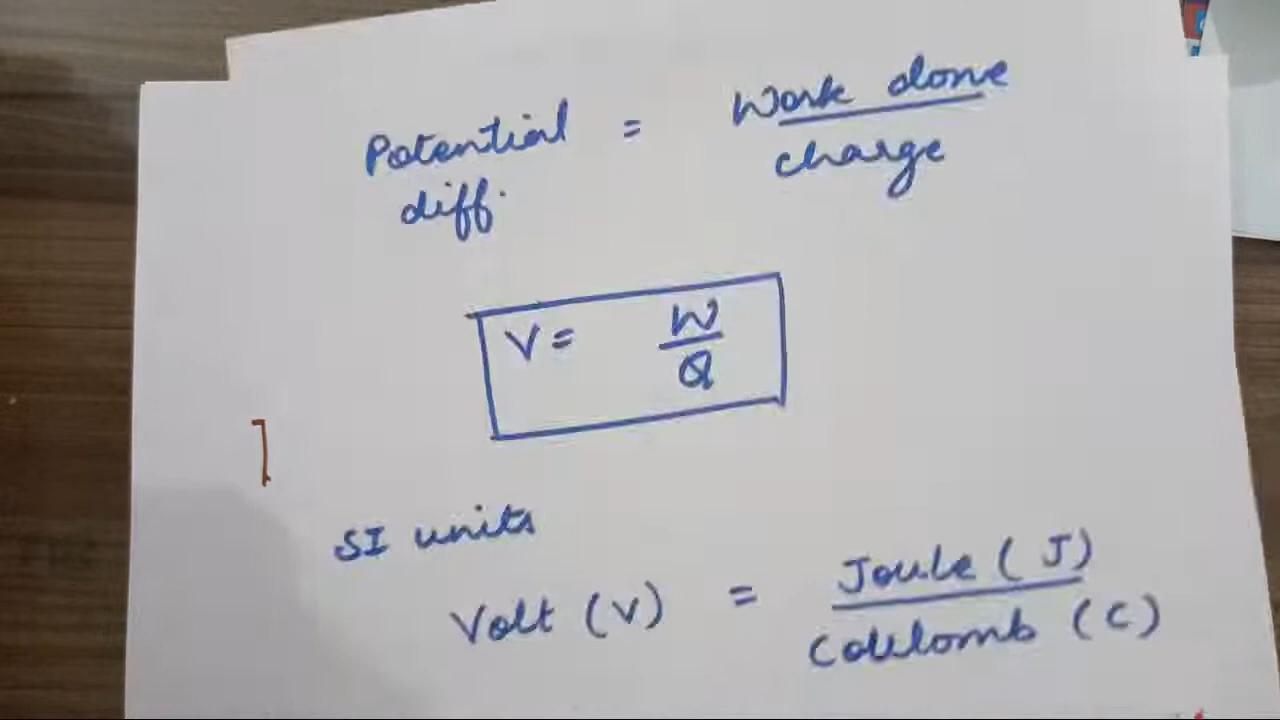 Potential = Work done
diff. charge
V = W
Q
SI units
Volt (V) = Joule (J)
Coulomb (C)